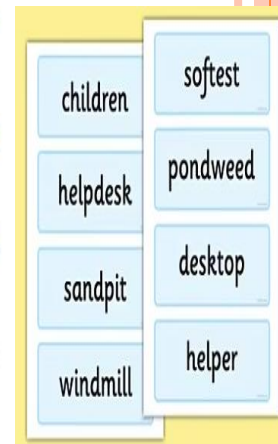 children
helpdesk
sandpit
windmill
softest
pondweed
desktop
helper